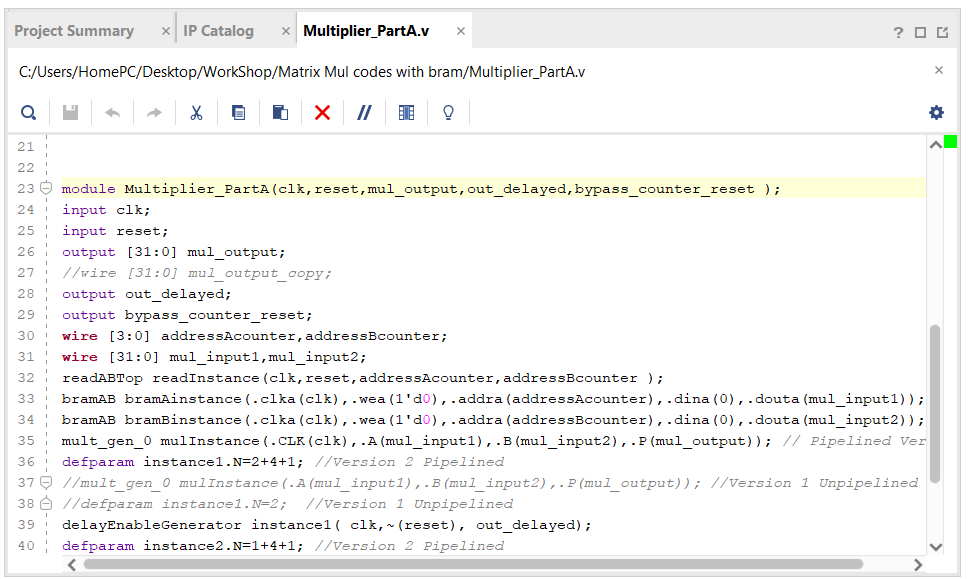 Project Summary × IP Catalog × Multiplier_PartA.v × ?
C:/Users/HomePC/Desktop/WorkShop/Matrix Mul codes with bram/Multiplier_PartA.v ×
21
22
23 module Multiplier_PartA(clk,reset,mul_output,out_delayed,bypass_counter_reset );
24 input clk;
25 input reset;
26 output [31:0] mul_output;
27 //wire [31:0] mul_output_copy;
28 output out_delayed;
29 output bypass_counter_reset;
30 wire [3:0] addressAcounter,addressBcounter;
31 wire [31:0] mul_input1,mul_input2;
32 readABTop readInstance(clk,reset,addressAcounter,addressBcounter );
33 bramAB bramAinstance(.clka(clk),.wea(1'd0),.addra(addressAcounter),.dina(0),.douta(mul_input1));
34 bramAB bramBinstance(.clka(clk),.wea(1'd0),.addra(addressBcounter),.dina(0),.douta(mul_input2));
35 mult_gen_0 mulInstance(.CLK(clk),.A(mul_input1),.B(mul_input2),.P(mul_output)); // Pipelined Ver
36 defparam instance1.N=2+4+1; //Version 2 Pipelined
37 //mult_gen_0 mulInstance(.A(mul_input1),.B(mul_input2),.P(mul_output)); //Version 1 Unpipelined
38 //defparam instance1.N=2; //Version 1 Unpipelined
39 delayEnableGenerator instance1( clk,~(reset), out_delayed);
40 defparam instance2.N=1+4+1; //Version 2 Pipelined